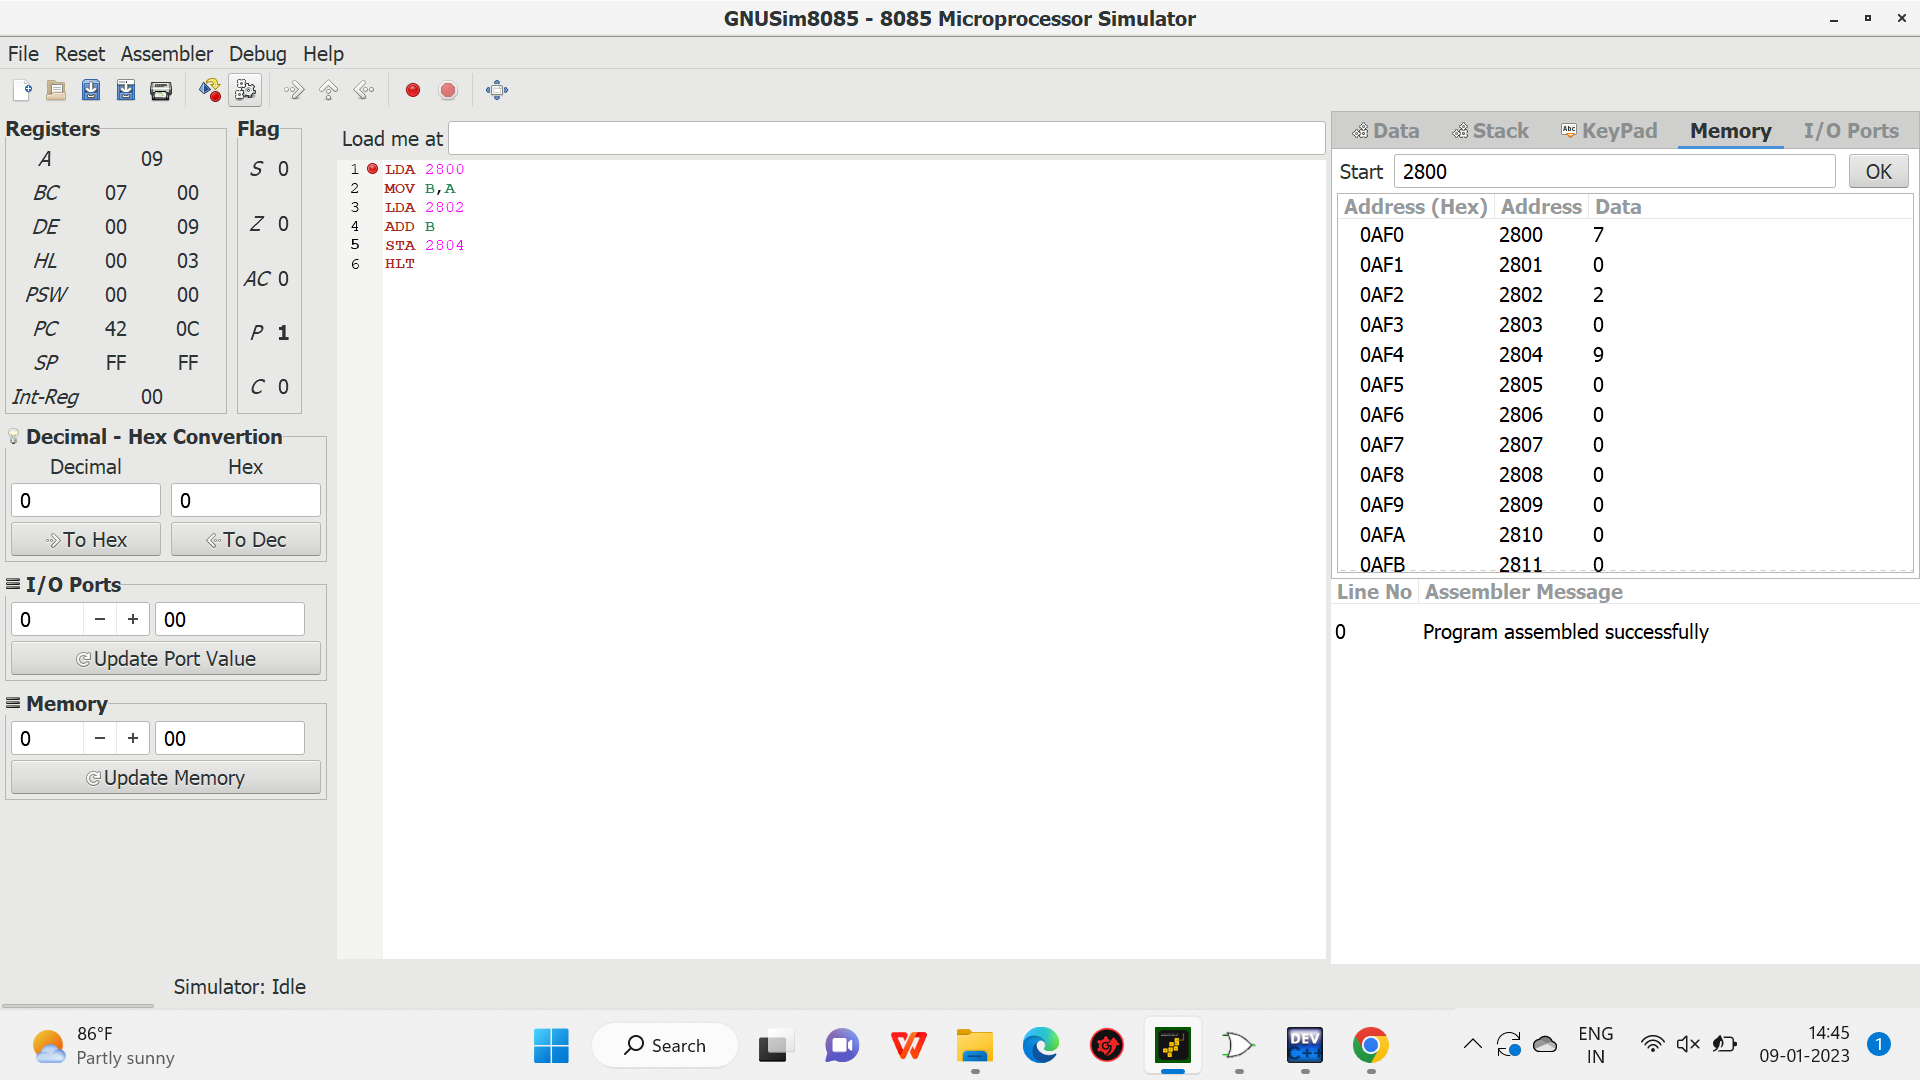 GNUSim8085 - 8085 Microprocessor Simulator
File Reset Assembler Debug Help
Registers
A 09
BC 07 00
DE 00 09
HL 00 03
PSW 00 00
PC 42 0C
SP FF FF
Int-Reg 00
Flag
S 0
Z 0
AC 0
P 1
C 0
Decimal - Hex Convertion
Decimal Hex
0 0
To Hex To Dec
I/O Ports
0 − + 00
Update Port Value
Memory
0 − + 00
Update Memory
Simulator: Idle
Load me at
1 LDA 2800
2 MOV B,A
3 LDA 2802
4 ADD B
5 STA 2804
6 HLT
Data Stack Abc KeyPad Memory I/O Ports
Start 2800 OK
Address (Hex) Address Data
0AF0 2800 7
0AF1 2801 0
0AF2 2802 2
0AF3 2803 0
0AF4 2804 9
0AF5 2805 0
0AF6 2806 0
0AF7 2807 0
0AF8 2808 0
0AF9 2809 0
0AFA 2810 0
0AFB 2811 0
Line No Assembler Message
0 Program assembled successfully
86°F
Partly sunny
Search
W
DEV
C++
ENG
IN
14:45
09-01-2023
1